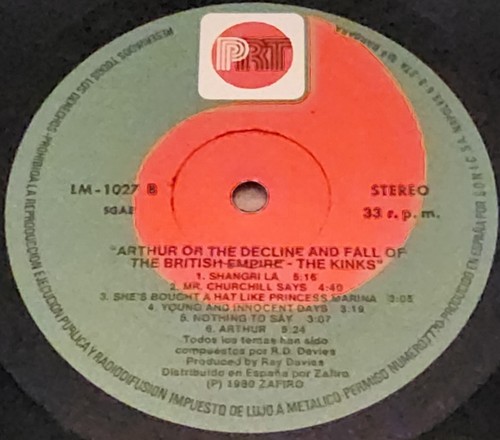 PRT
LM-1027 B
STEREO
SGAE
33 r.p.m.
"ARTHUR OR THE DECLINE AND FALL OF
THE BRITISH EMPIRE - THE KINKS"
1. SHANGRI LA 5:16
2. MR. CHURCHILL SAYS 4:40
3. SHE'S BOUGHT A HAT LIKE PRINCESS MARINA 3:05
4. YOUNG AND INNOCENT DAYS 3:19
5. NOTHING TO SAY 3:07
6. ARTHUR 5:24
Todos los temas han sido
compuestos por R.D. Davies
Produced by Ray Davies
Distribuido en España por Zafiro
(P) 1980 ZAFIRO
RESERVADOS TODOS LOS DERECHOS-PROHIBIDA LA REPRODUCCION EJECUCION PUBLICA Y RADIODIFUSION IMPUESTO DE LUJO A METALICO PERMISO NUMERO 3770-PRODUCIDO EN ESPAÑA POR SONIC S.A.